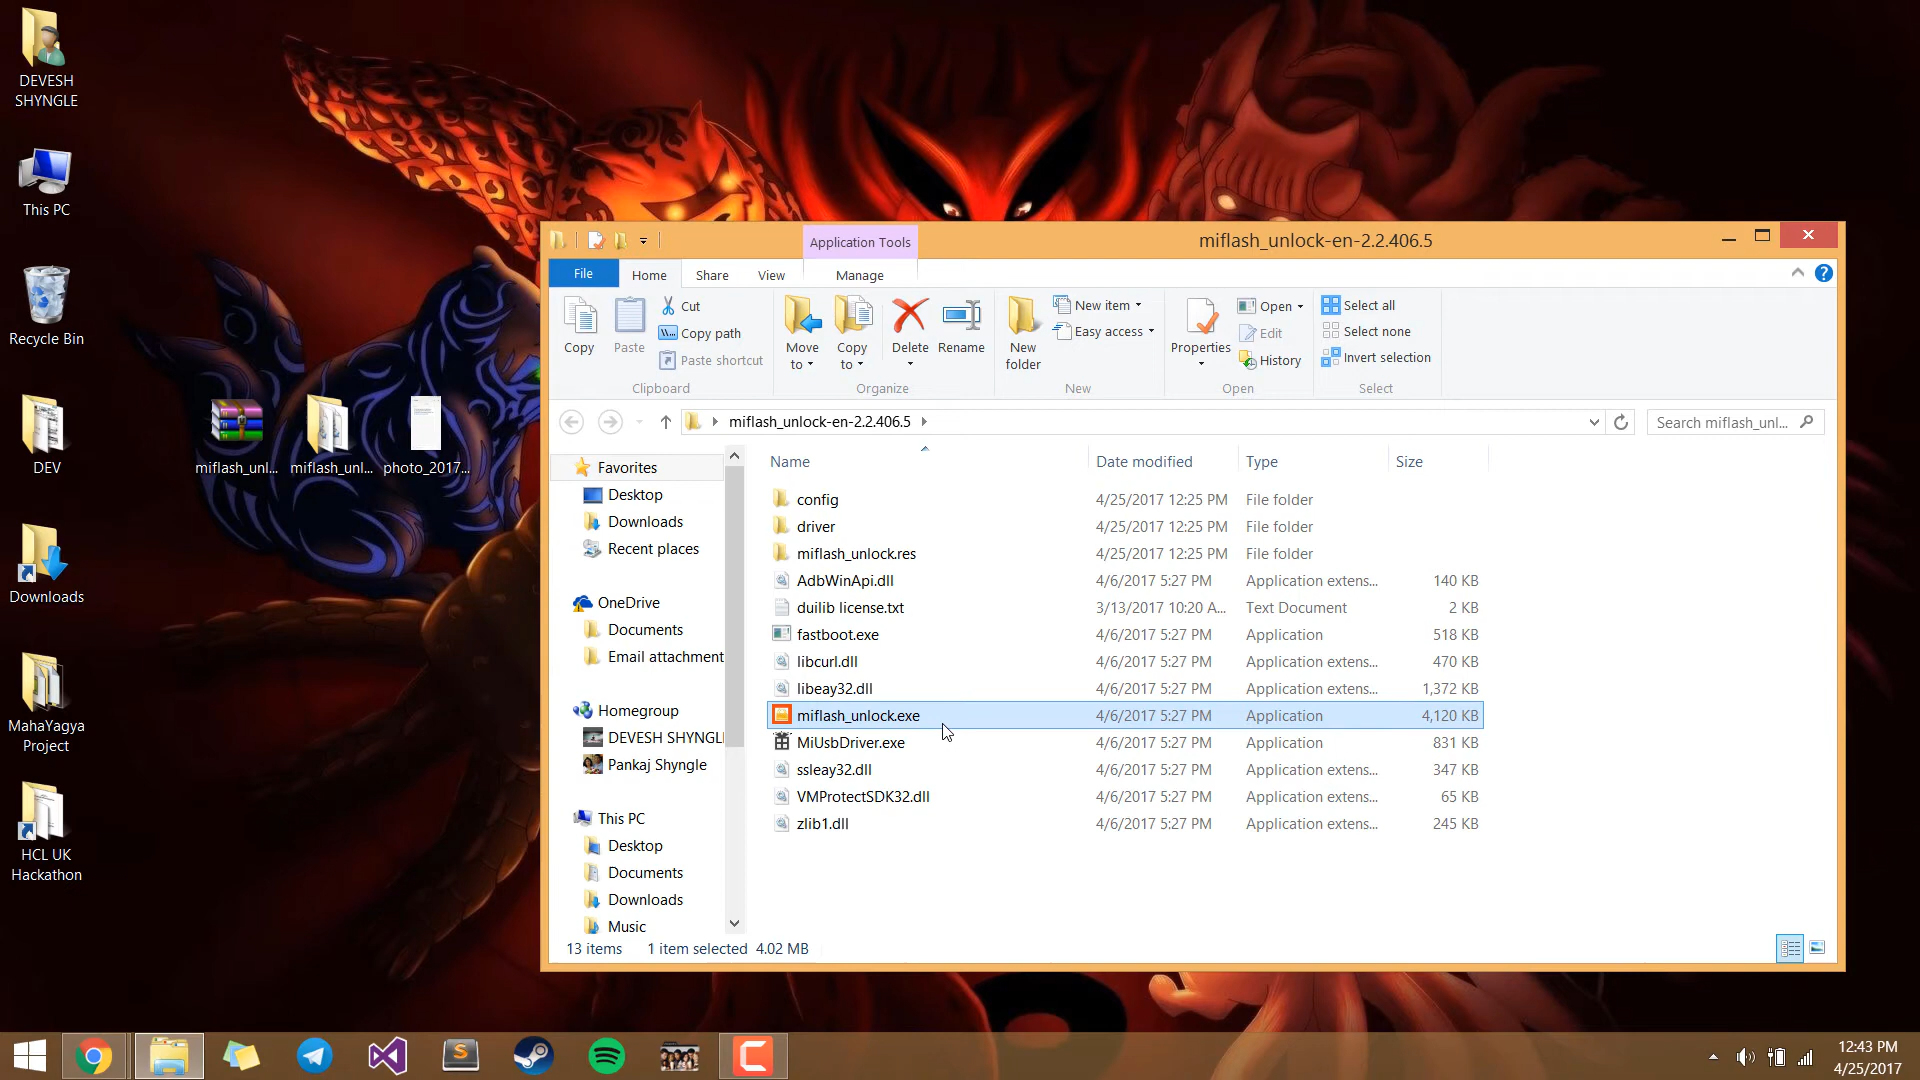 DEVESH
SHYNGLE
This PC
Recycle Bin
DEV
Downloads
MahaYagya
Project
HCL UK
Hackathon
miflash_unl...
miflash_unl...
photo_2017...
Application Tools
miflash_unlock-en-2.2.406.5
File
Home
Share
View
Manage
Copy
Paste
Cut
Copy path
Paste shortcut
Clipboard
Move
to
Copy
to
Delete
Rename
Organize
New
folder
New item
Easy access
New
Properties
Open
Edit
History
Open
Select all
Select none
Invert selection
Select
miflash_unlock-en-2.2.406.5
Search miflash_unl...
Favorites
Desktop
Downloads
Recent places
OneDrive
Documents
Email attachment
Homegroup
DEVESH SHYNGL
Pankaj Shyngle
This PC
Desktop
Documents
Downloads
Music
Name Date modified Type Size
config 4/25/2017 12:25 PM File folder
driver 4/25/2017 12:25 PM File folder
miflash_unlock.res 4/25/2017 12:25 PM File folder
AdbWinApi.dll 4/6/2017 5:27 PM Application extens... 140 KB
duilib license.txt 3/13/2017 10:20 A... Text Document 2 KB
fastboot.exe 4/6/2017 5:27 PM Application 518 KB
libcurl.dll 4/6/2017 5:27 PM Application extens... 470 KB
libeay32.dll 4/6/2017 5:27 PM Application extens... 1,372 KB
miflash_unlock.exe 4/6/2017 5:27 PM Application 4,120 KB
MiUsbDriver.exe 4/6/2017 5:27 PM Application 831 KB
ssleay32.dll 4/6/2017 5:27 PM Application extens... 347 KB
VMProtectSDK32.dll 4/6/2017 5:27 PM Application extens... 65 KB
zlib1.dll 4/6/2017 5:27 PM Application extens... 245 KB
13 items 1 item selected 4.02 MB
12:43 PM
4/25/2017